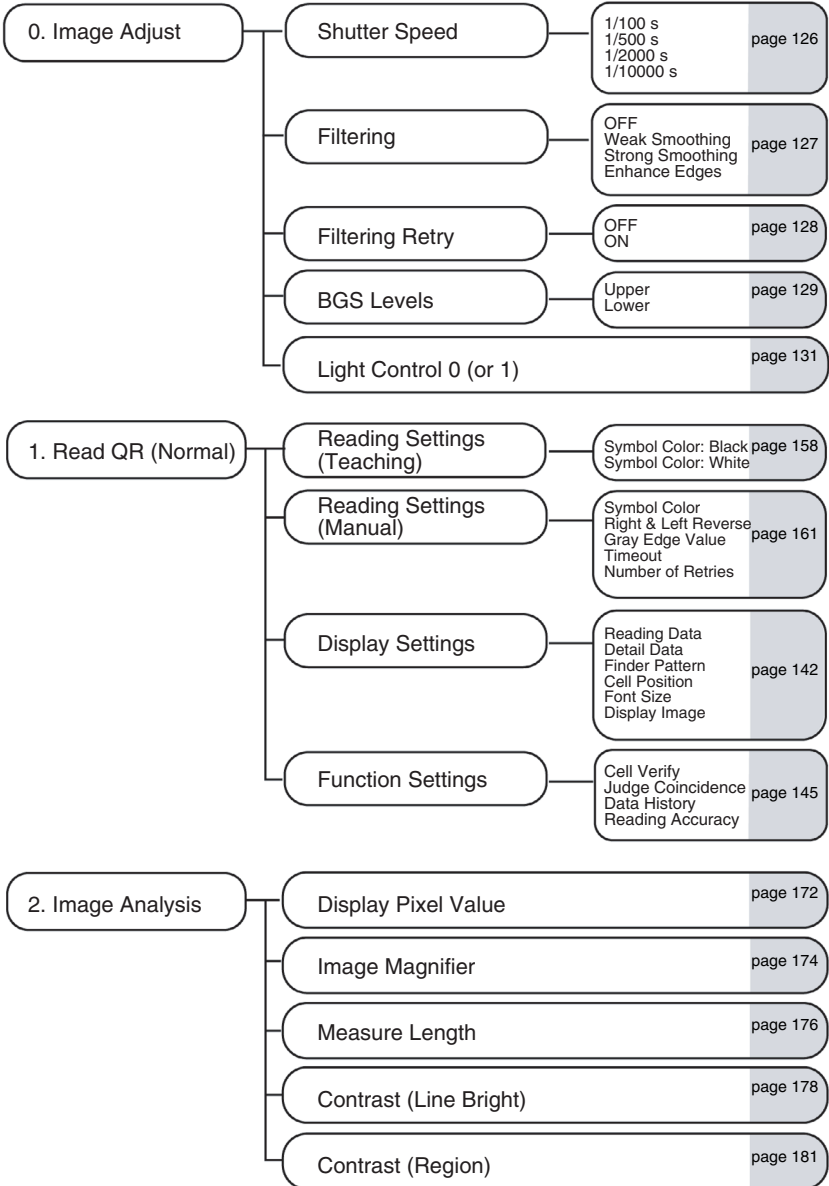 0. Image Adjust
Shutter Speed
1/100 s
1/500 s
1/2000 s
1/10000 s
page 126
Filtering
OFF
Weak Smoothing
Strong Smoothing
Enhance Edges
page 127
Filtering Retry
OFF
ON
page 128
BGS Levels
Upper
Lower
page 129
Light Control 0 (or 1)
page 131
1. Read QR (Normal)
Reading Settings
(Teaching)
Symbol Color: Black
Symbol Color: White
page 158
Reading Settings
(Manual)
Symbol Color
Right & Left Reverse
Gray Edge Value
Timeout
Number of Retries
page 161
Display Settings
Reading Data
Detail Data
Finder Pattern
Cell Position
Font Size
Display Image
page 142
Function Settings
Cell Verify
Judge Coincidence
Data History
Reading Accuracy
page 145
2. Image Analysis
Display Pixel Value
page 172
Image Magnifier
page 174
Measure Length
page 176
Contrast (Line Bright)
page 178
Contrast (Region)
page 181